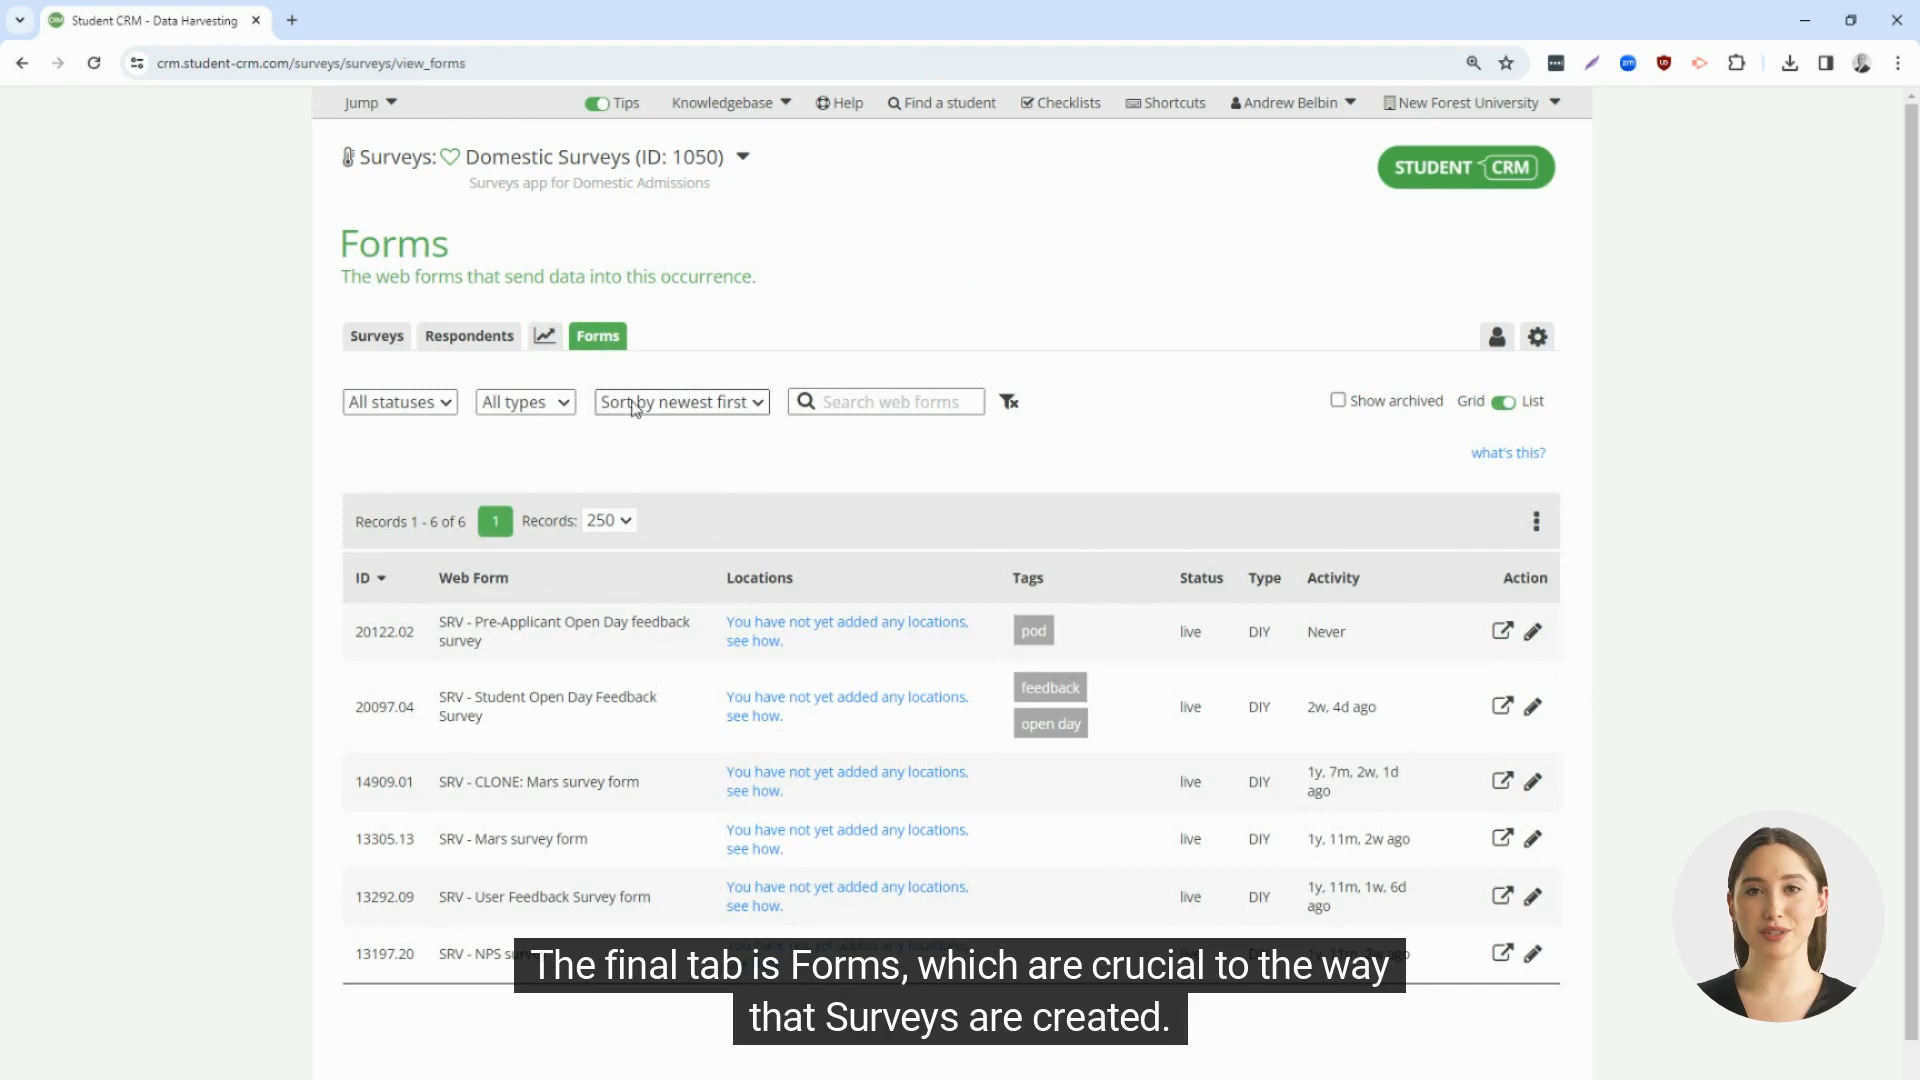 Student CRM - Data Harvesting
crm.student-crm.com/surveys/surveys/view_forms
Jump
Tips
Knowledgebase
Help
Find a student
Checklists
Shortcuts
Andrew Belbin
New Forest University
Surveys: Domestic Surveys (ID: 1050)
Surveys app for Domestic Admissions
STUDENT CRM
Forms
The web forms that send data into this occurrence.
Surveys
Respondents
Forms
All statuses
All types
Sort by newest first
Search web forms
Show archived
Grid
List
what's this?
Records 1 - 6 of 6
1
Records: 250
ID
Web Form
Locations
Tags
Status
Type
Activity
Action
20122.02
SRV - Pre-Applicant Open Day feedback
survey
You have not yet added any locations,
see how.
pod
live
DIY
Never
20097.04
SRV - Student Open Day Feedback
Survey
You have not yet added any locations,
see how.
feedback
open day
live
DIY
2w, 4d ago
14909.01
SRV - CLONE: Mars survey form
You have not yet added any locations,
see how.
live
DIY
1y, 7m, 2w, 1d
ago
13305.13
SRV - Mars survey form
You have not yet added any locations,
see how.
live
DIY
1y, 11m, 2w ago
13292.09
SRV - User Feedback Survey form
You have not yet added any locations,
see how.
live
DIY
1y, 11m, 1w, 6d
ago
13197.20
SRV - NPS
The final tab is Forms, which are crucial to the way
that Surveys are created.